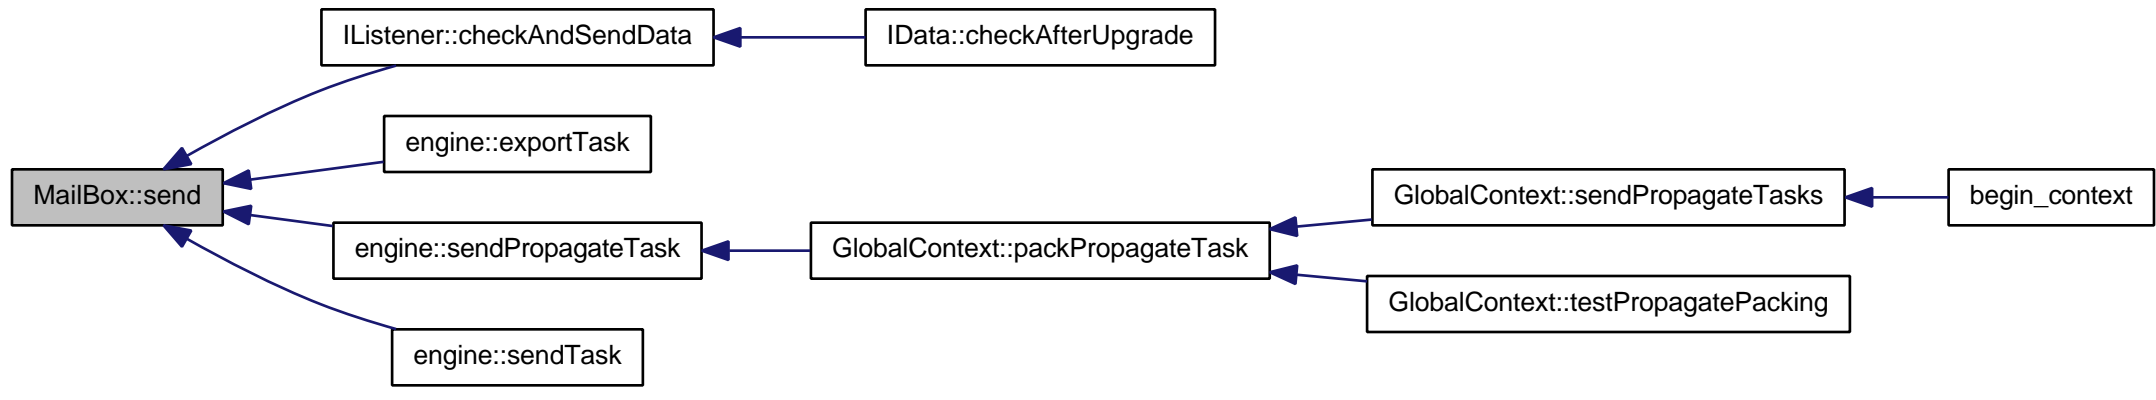 IListener::checkAndSendData
IData::checkAfterUpgrade
engine::exportTask
MailBox::send
GlobalContext::sendPropagateTasks
begin_context
engine::sendPropagateTask
GlobalContext::packPropagateTask
GlobalContext::testPropagatePacking
engine::sendTask